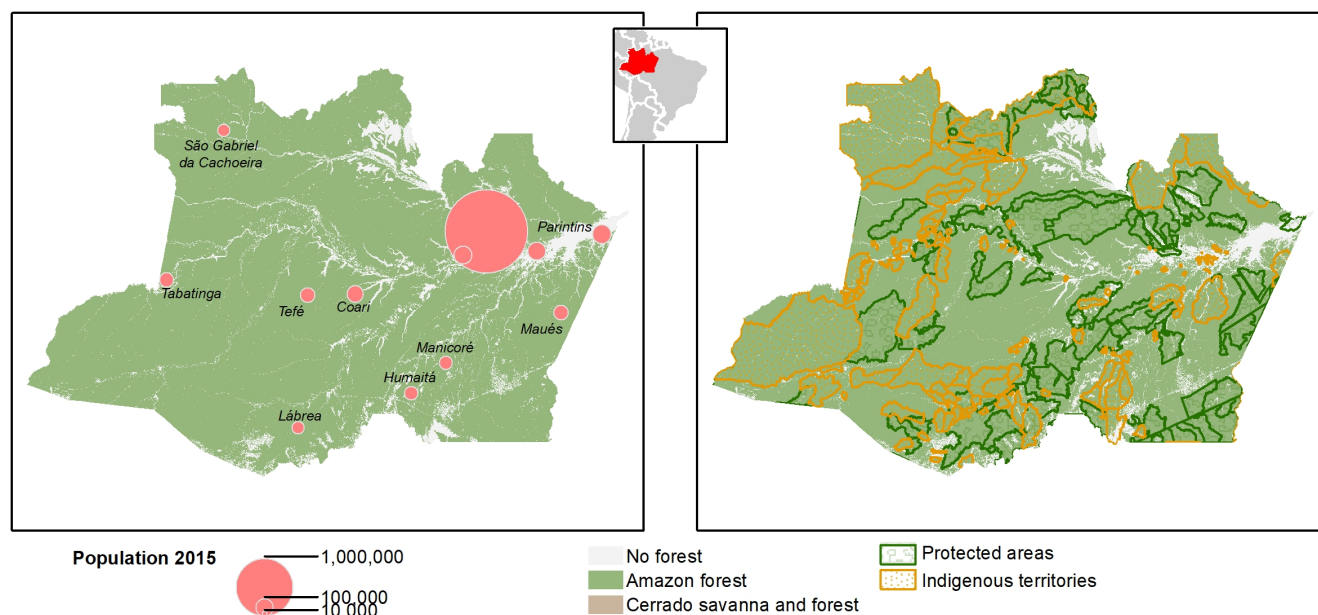 São Gabriel
da Cachoeira
Parintins
Tabatinga
Tefé
Coari
Maués
Manicoré
Humaitá
Lábrea
Population 2015
1,000,000
100,000
10,000
No forest
Amazon forest
Cerrado savanna and forest
Protected areas
Indigenous territories